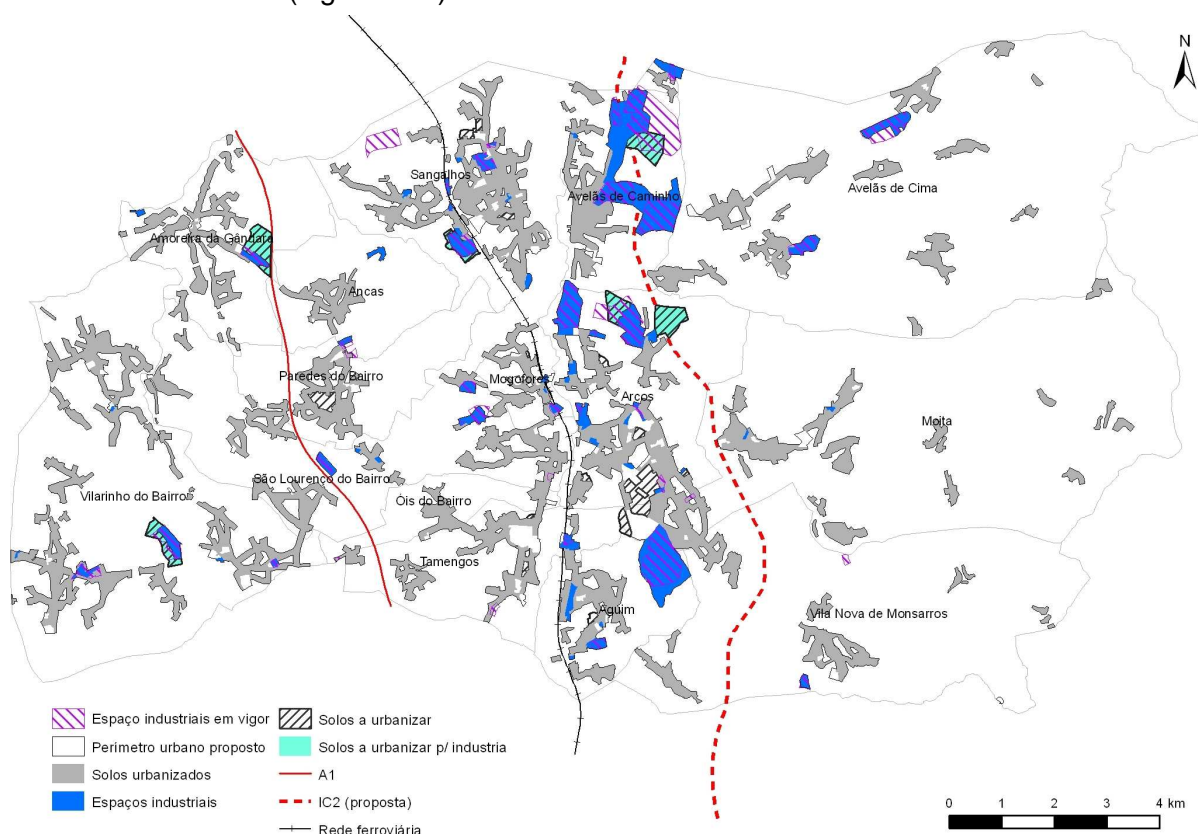 N
Sangalhos
Avelãs de Caminho
Avelãs de Cima
Amoreira da Gândara
Ancas
Paredes do Bairro
Mogofores
Arcos
Moita
Vilarinho do Bairro
São Lourenço do Bairro
Óis do Bairro
Tamengos
Aguim
Vila Nova de Monsarros
Espaço industriais em vigor
Perimetro urbano proposto
Solos urbanizados
Espaços industriais
Solos a urbanizar
Solos a urbanizar p/ industria
A1
IC2 (proposta)
Rede ferroviária
0 1 2 3 4 km